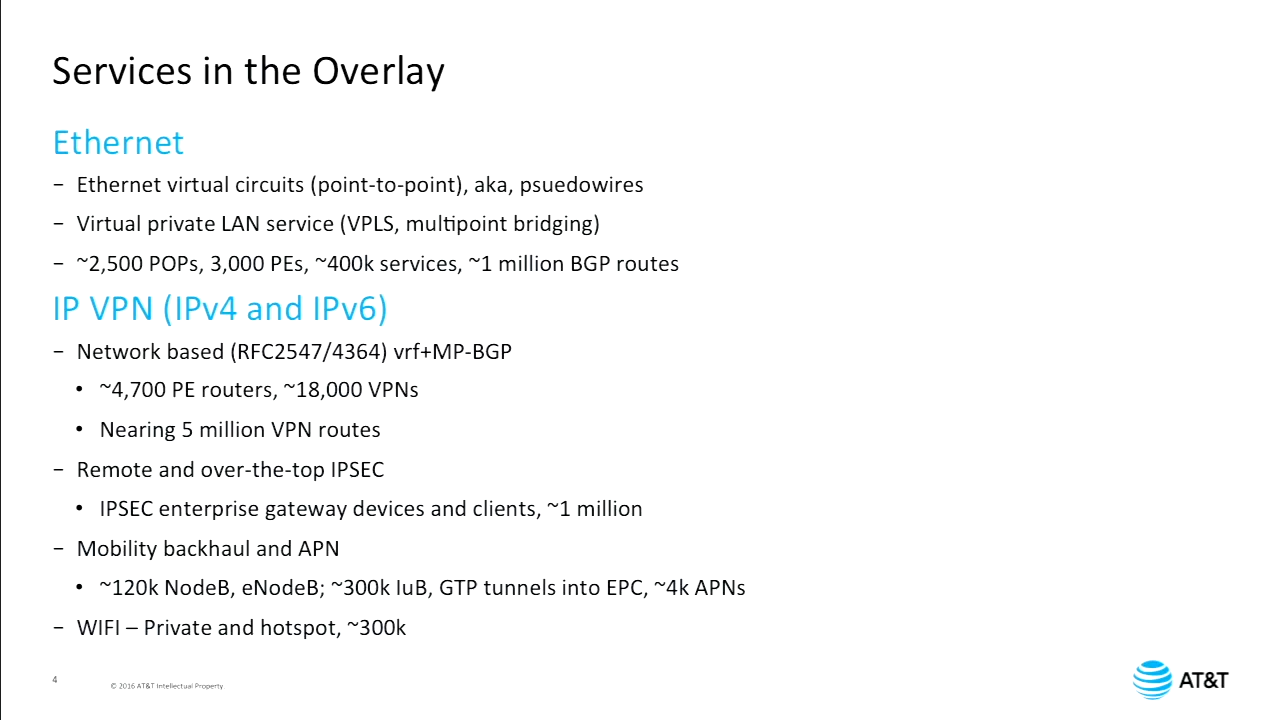 Services in the Overlay
Ethernet
− Ethernet virtual circuits (point-to-point), aka, psuedowires
− Virtual private LAN service (VPLS, multipoint bridging)
− ~2,500 POPs, 3,000 PEs, ~400k services, ~1 million BGP routes
IP VPN (IPv4 and IPv6)
− Network based (RFC2547/4364) vrf+MP-BGP
• ~4,700 PE routers, ~18,000 VPNs
• Nearing 5 million VPN routes
− Remote and over-the-top IPSEC
• IPSEC enterprise gateway devices and clients, ~1 million
− Mobility backhaul and APN
• ~120k NodeB, eNodeB; ~300k IuB, GTP tunnels into EPC, ~4k APNs
− WIFI – Private and hotspot, ~300k
4
© 2016 AT&T Intellectual Property.
AT&T